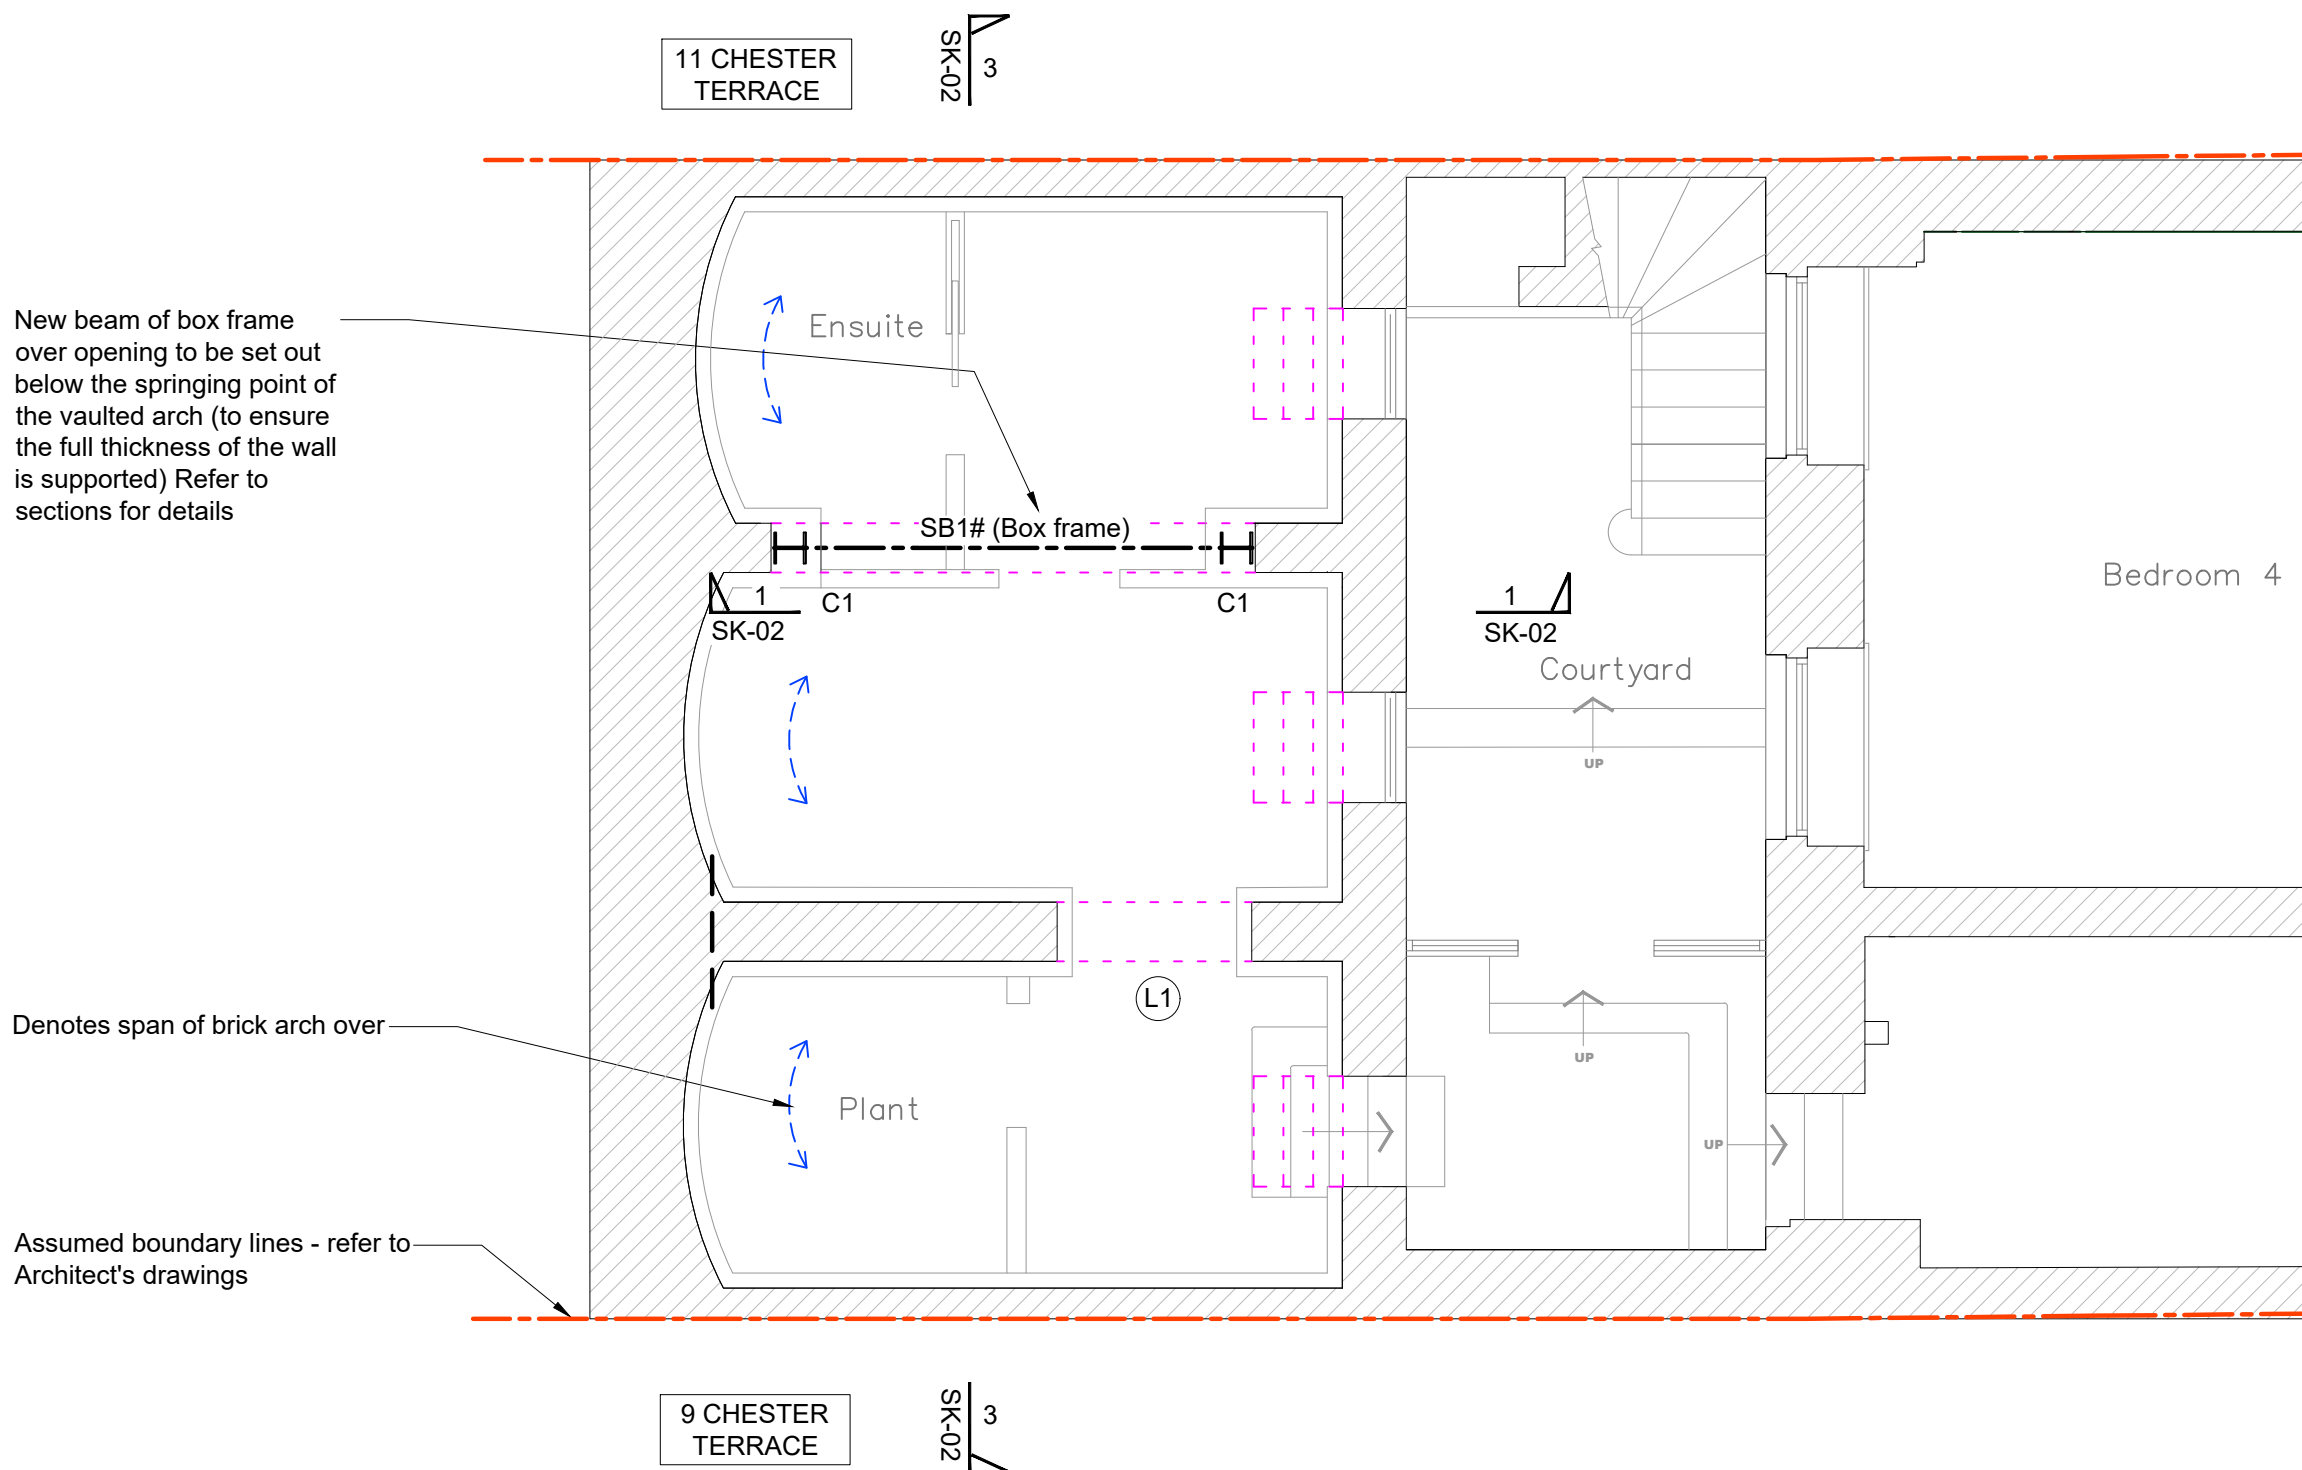 11 CHESTER
TERRACE
SK-02
3
New beam of box frame
over opening to be set out
below the springing point of
the vaulted arch (to ensure
the full thickness of the wall
is supported) Refer to
sections for details
Ensuite
SB1# (Box frame)
Bedroom 4
1
SK-02
C1
C1
1
SK-02
Courtyard
UP
L1
Denotes span of brick arch over
UP
Plant
UP
Assumed boundary lines - refer to
Architect's drawings
9 CHESTER
TERRACE
SK-02
3